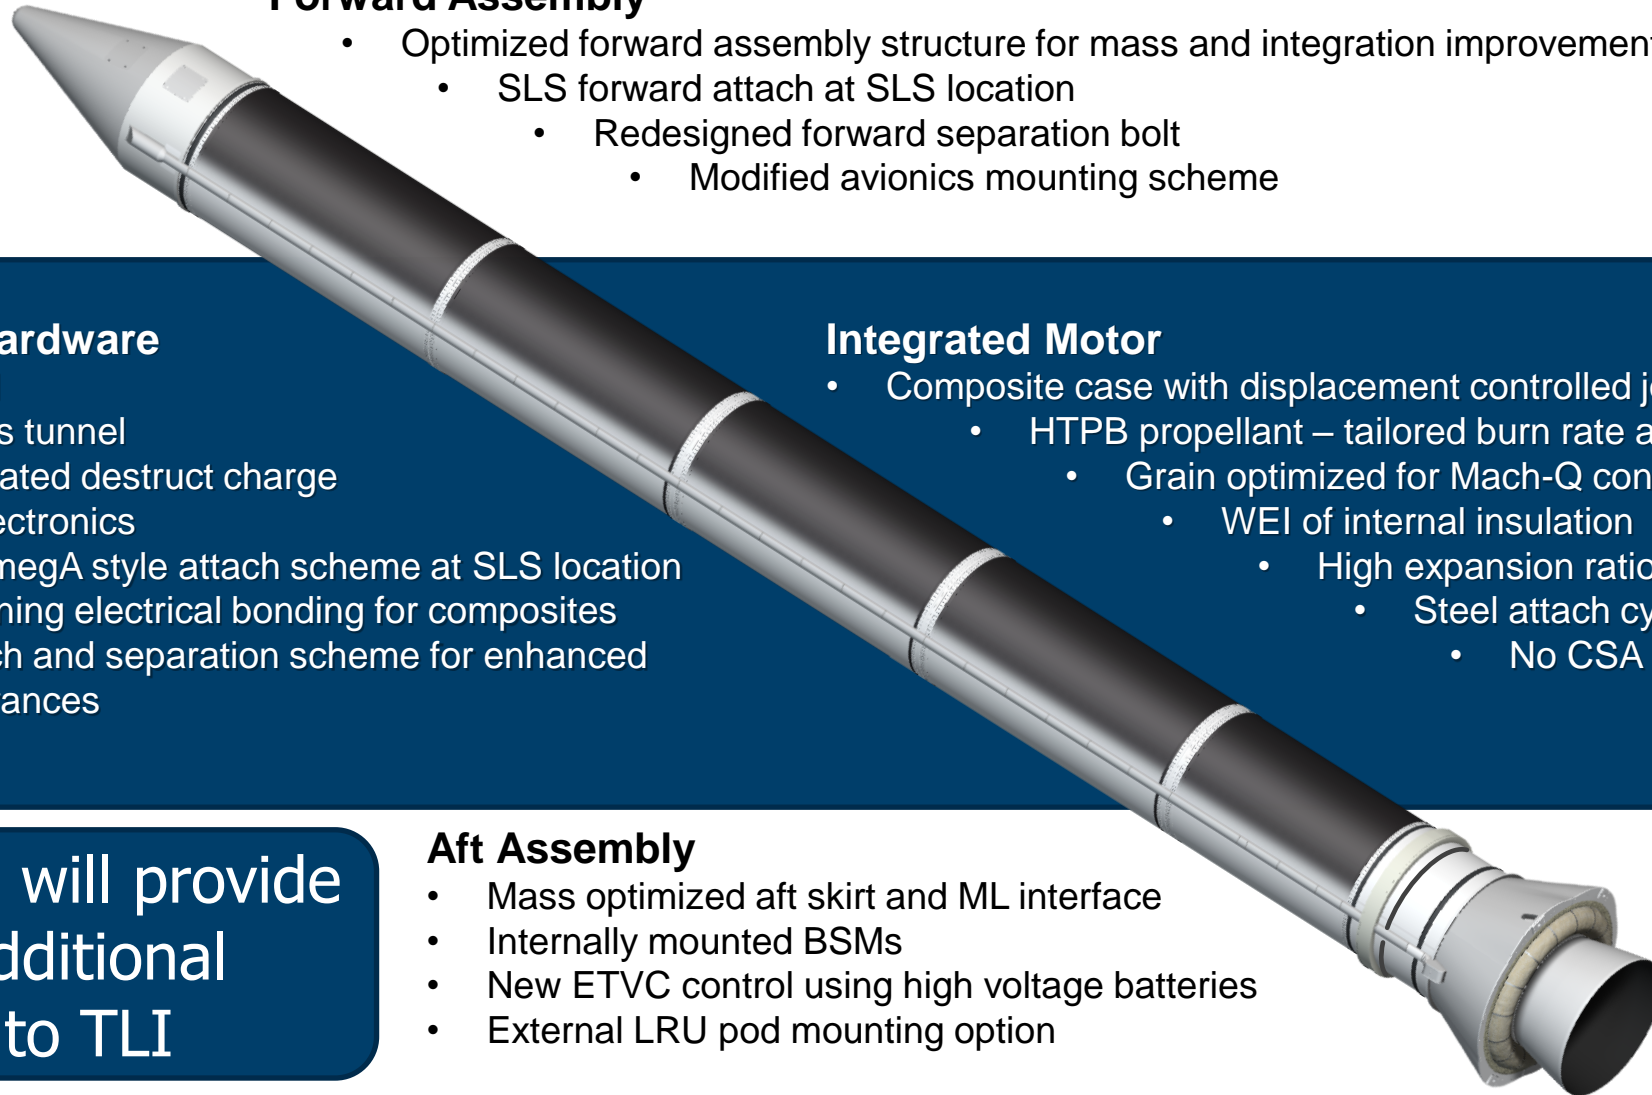 Forward Assembly
• Optimized forward assembly structure for mass and integration improvement
• SLS forward attach at SLS location
• Redesigned forward separation bolt
• Modified avionics mounting scheme
ardware
s tunnel
ated destruct charge
ectronics
megA style attach scheme at SLS location
ning electrical bonding for composites
ch and separation scheme for enhanced
ances
Integrated Motor
• Composite case with displacement controlled j
• HTPB propellant – tailored burn rate a
• Grain optimized for Mach-Q con
• WEI of internal insulation
• High expansion ratio
• Steel attach cy
• No CSA
will provide
dditional
to TLI
Aft Assembly
• Mass optimized aft skirt and ML interface
• Internally mounted BSMs
• New ETVC control using high voltage batteries
• External LRU pod mounting option